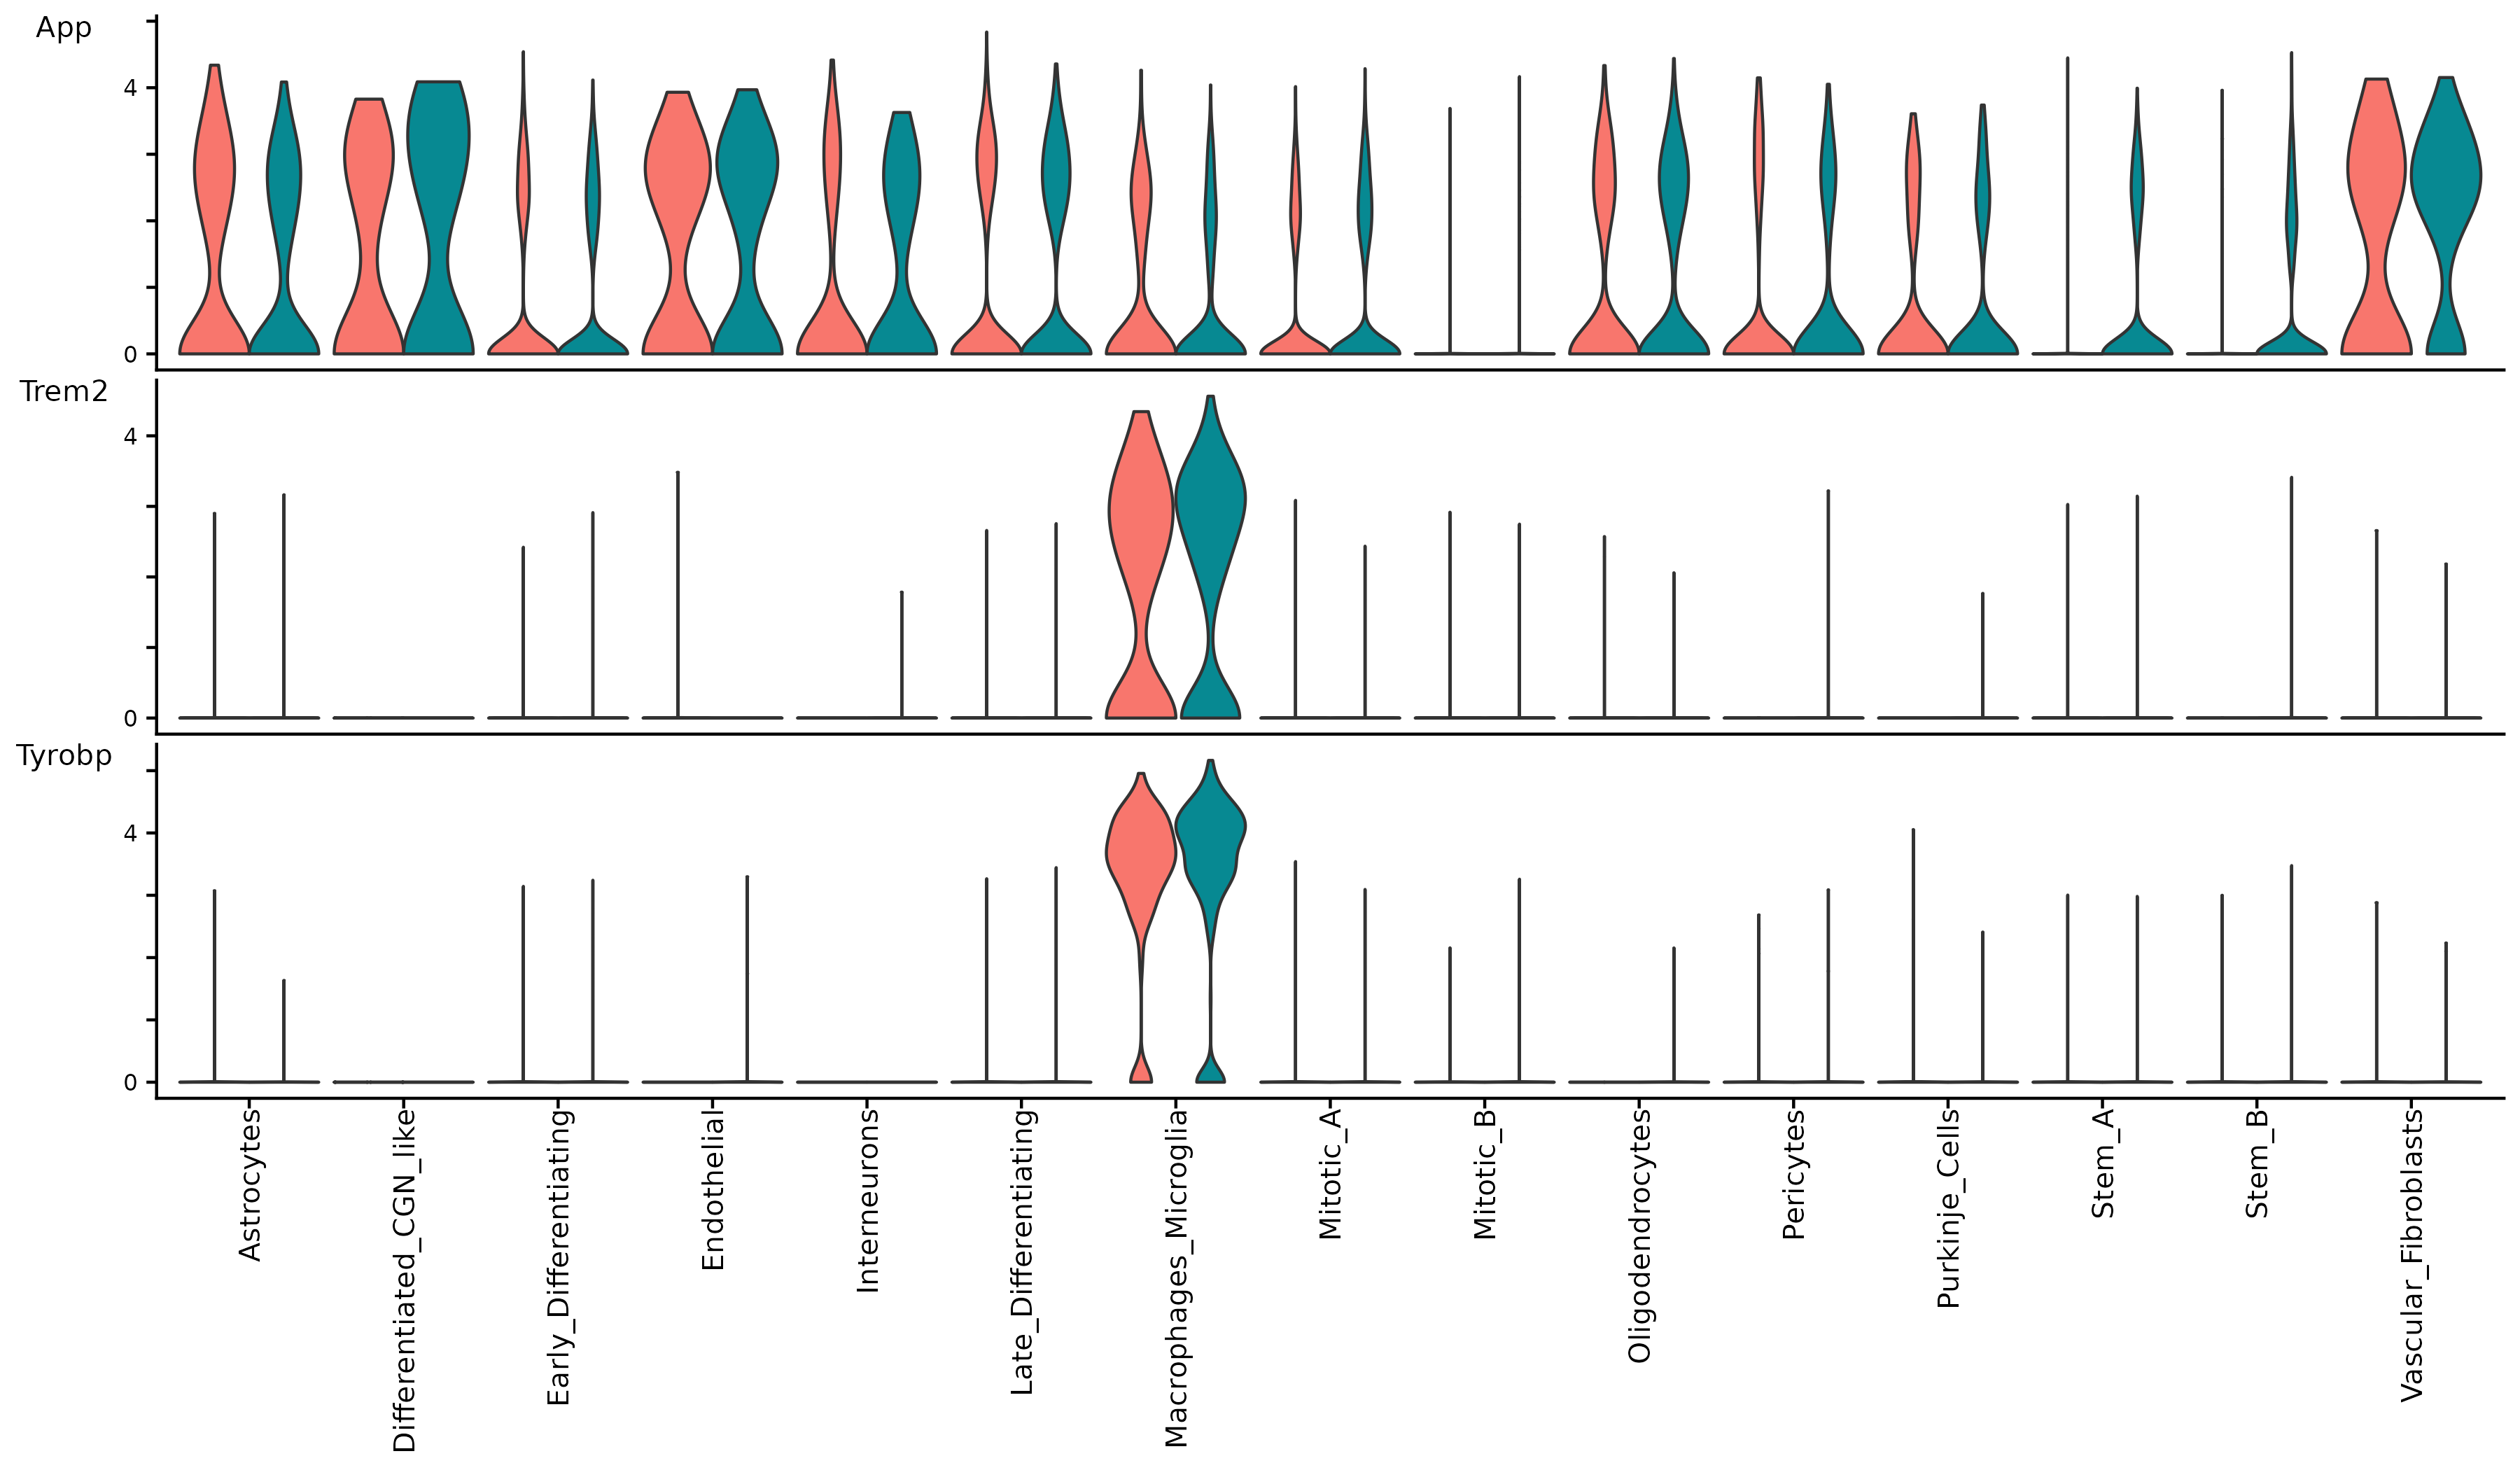 App
4
0
Trem2
4
0
Tyrobp
4
0
Astrocytes
Differentiated_CGN_like
Early_Differentiating
Endothelial
Interneurons
Late_Differentiating
Macrophages_Microglia
Mitotic_A
Mitotic_B
Oligodendrocytes
Pericytes
Purkinje_Cells
Stem_A
Stem_B
Vascular_Fibroblasts